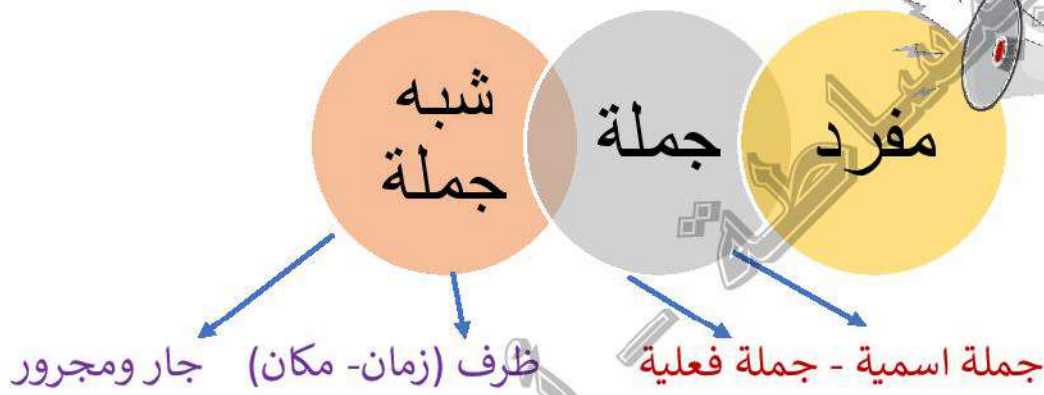 مفرد
جملة
شبه
جملة
جملة اسمية - جملة فعلية
ظرف (زمان- مكان)
جار ومجرور